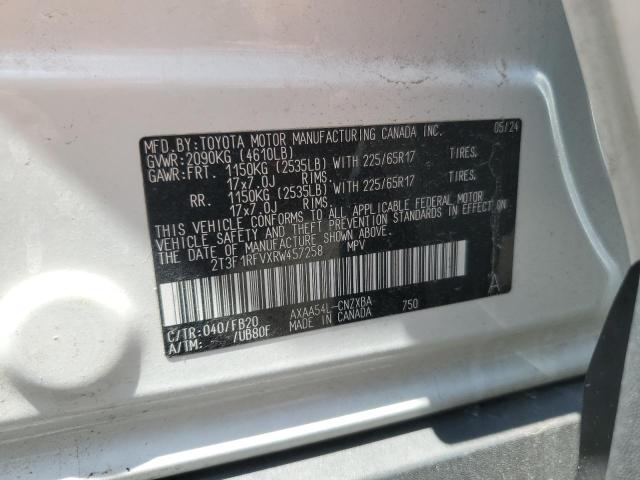 MFD.BY:TOYOTA MOTOR MANUFACTURING CANADA INC. 05/24
GVWR:2090KG (4610LB)
GAWR:FRT. 1150KG (2535LB) WITH 225/65R17 TIRES.
17x7.0J RIMS.
RR. 1150KG (2535LB) WITH 225/65R17 TIRES.
17x7.0J RIMS.
THIS VEHICLE CONFORMS TO ALL APPLICABLE FEDERAL MOTOR
VEHICLE SAFETY AND THEFT PREVENTION STANDARDS IN EFFECT
ON THE DATE OF MANUFACTURE SHOWN ABOVE.
2T3F1RFVXRW457258 MPV
C/TR:040/FB20 AXAA54L-CNZXBA 750 A
A/TM: /UB80F MADE IN CANADA